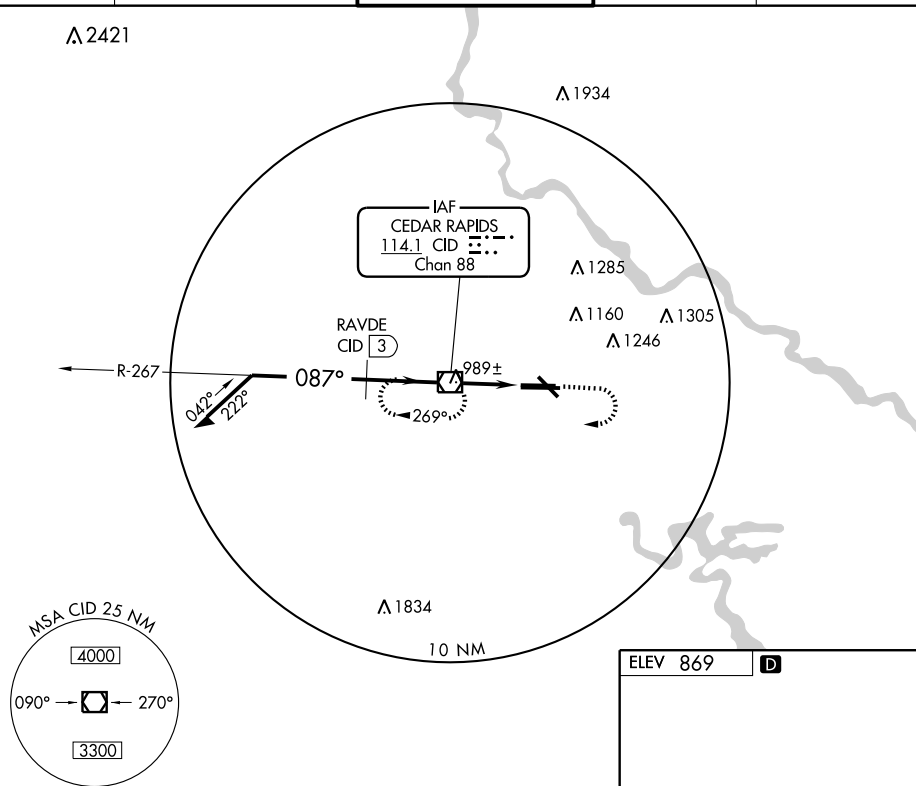 2421
1934
IAF
CEDAR RAPIDS
114.1 CID
Chan 88
1285
1160
1305
1246
RAVDE
CID 3
989±
R-267
087°
042°
222°
269°
1834
10 NM
MSA CID 25 NM
4000
090°
270°
3300
ELEV 869
D